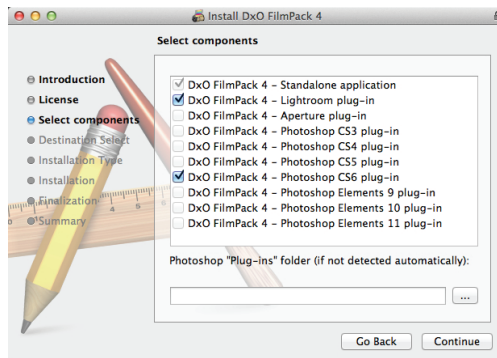 Install DxO FilmPack 4
Select components
Introduction
License
Select components
Destination Select
Installation Type
Installation
Finalization
Summary
DxO FilmPack 4 – Standalone application
DxO FilmPack 4 – Lightroom plug-in
DxO FilmPack 4 – Aperture plug-in
DxO FilmPack 4 – Photoshop CS3 plug-in
DxO FilmPack 4 – Photoshop CS4 plug-in
DxO FilmPack 4 – Photoshop CS5 plug-in
DxO FilmPack 4 – Photoshop CS6 plug-in
DxO FilmPack 4 – Photoshop Elements 9 plug-in
DxO FilmPack 4 – Photoshop Elements 10 plug-in
DxO FilmPack 4 – Photoshop Elements 11 plug-in
Photoshop "Plug-ins" folder (if not detected automatically):
...
Go Back Continue